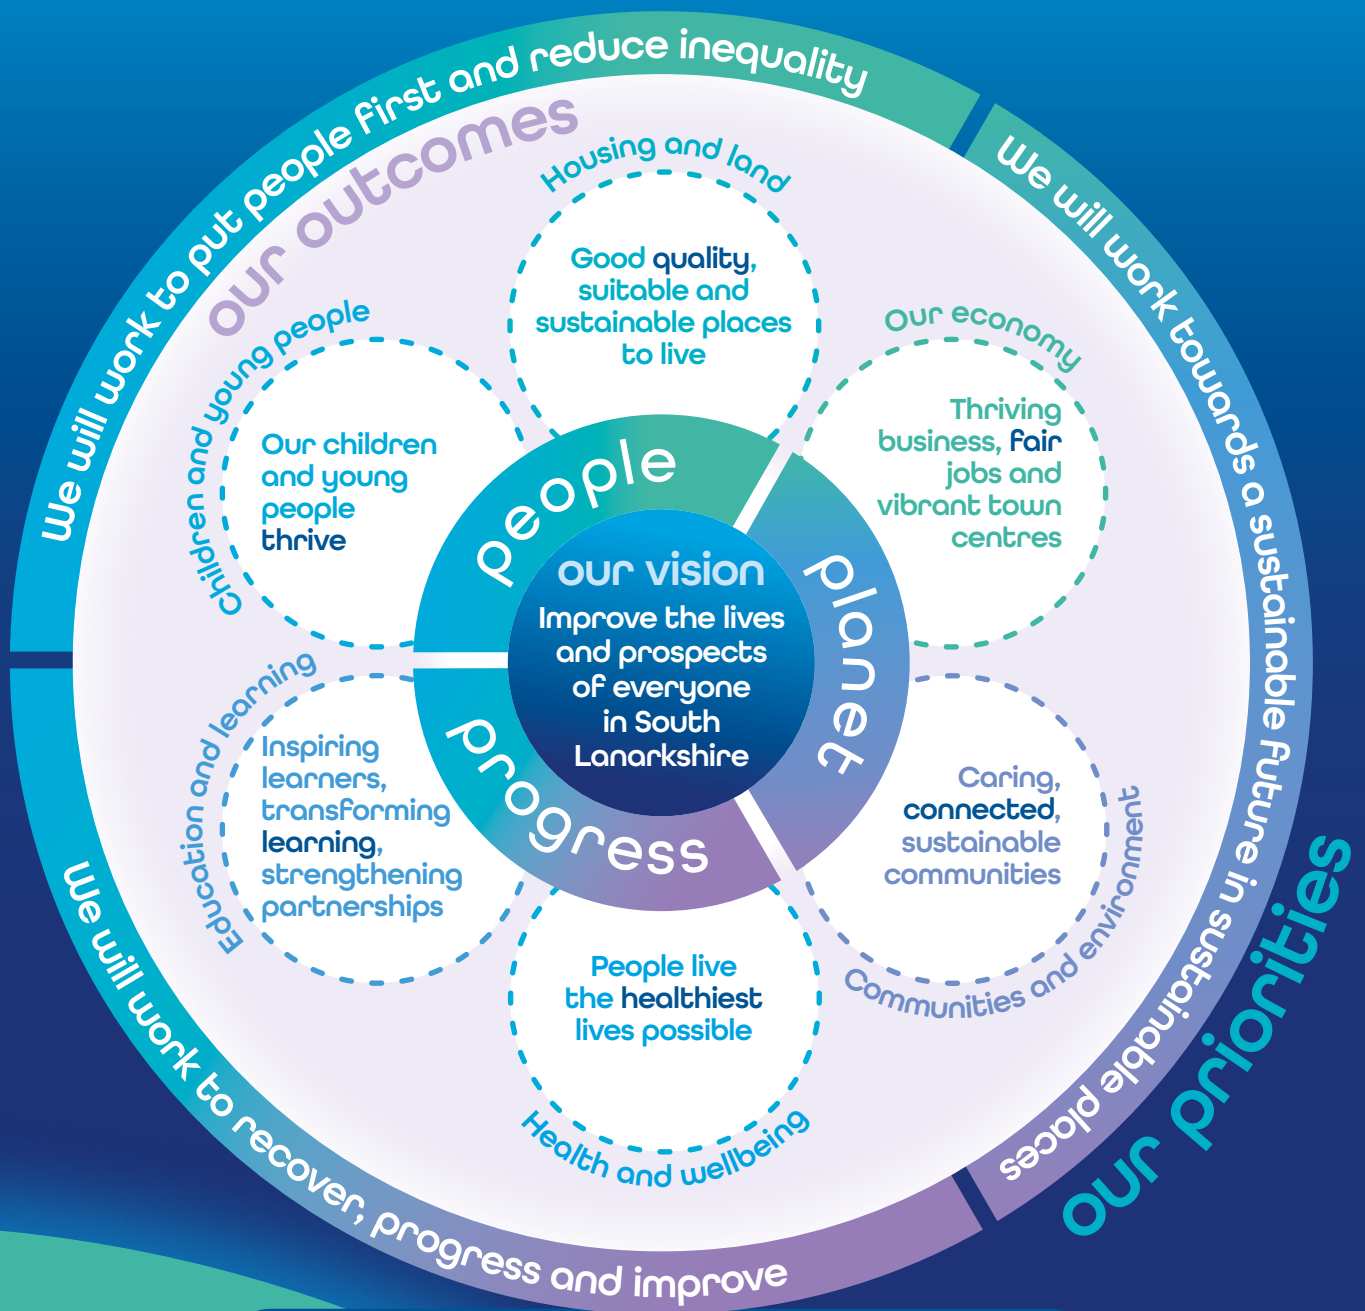 We will work to put people first and reduce inequality
We will work towards a sustainable future in sustainable places
We will work to recover, progress and improve
our priorities
our outcomes
Housing and land
Good quality,
suitable and
sustainable places
to live
Our economy
Thriving
business, fair
jobs and
vibrant town
centres
Communities and environment
Caring,
connected,
sustainable
communities
Health and wellbeing
People live
the healthiest
lives possible
Education and learning
Inspiring
learners,
transforming
learning,
strengthening
partnerships
Children and young people
Our children
and young
people
thrive
people
planet
progress
our vision
Improve the lives
and prospects
of everyone
in South
Lanarkshire